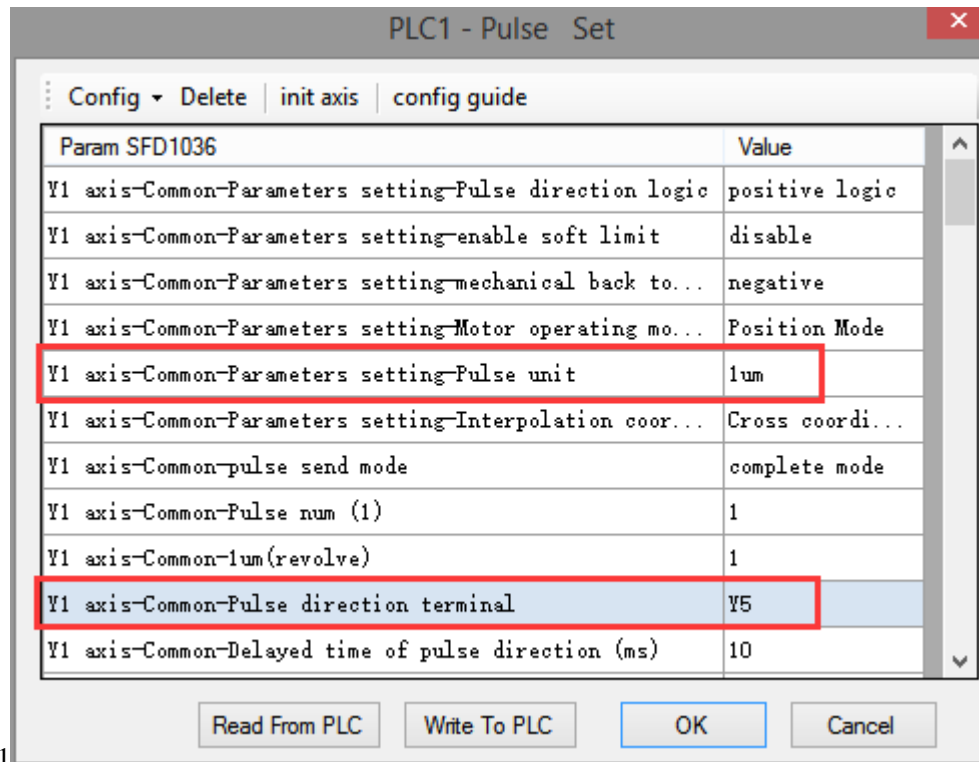 PLC1 - Pulse Set
Config Delete init axis config guide
Param SFD1036 Value
Y1 axis-Common-Parameters setting-Pulse direction logic positive logic
Y1 axis-Common-Parameters setting-enable soft limit disable
Y1 axis-Common-Parameters setting-mechanical back to... negative
Y1 axis-Common-Parameters setting-Motor operating mo... Position Mode
Y1 axis-Common-Parameters setting-Pulse unit 1um
Y1 axis-Common-Parameters setting-Interpolation coor... Cross coordi...
Y1 axis-Common-pulse send mode complete mode
Y1 axis-Common-Pulse num (1) 1
Y1 axis-Common-1um(revolve) 1
Y1 axis-Common-Pulse direction terminal Y5
Y1 axis-Common-Delayed time of pulse direction (ms) 10
Read From PLC Write To PLC OK Cancel
1